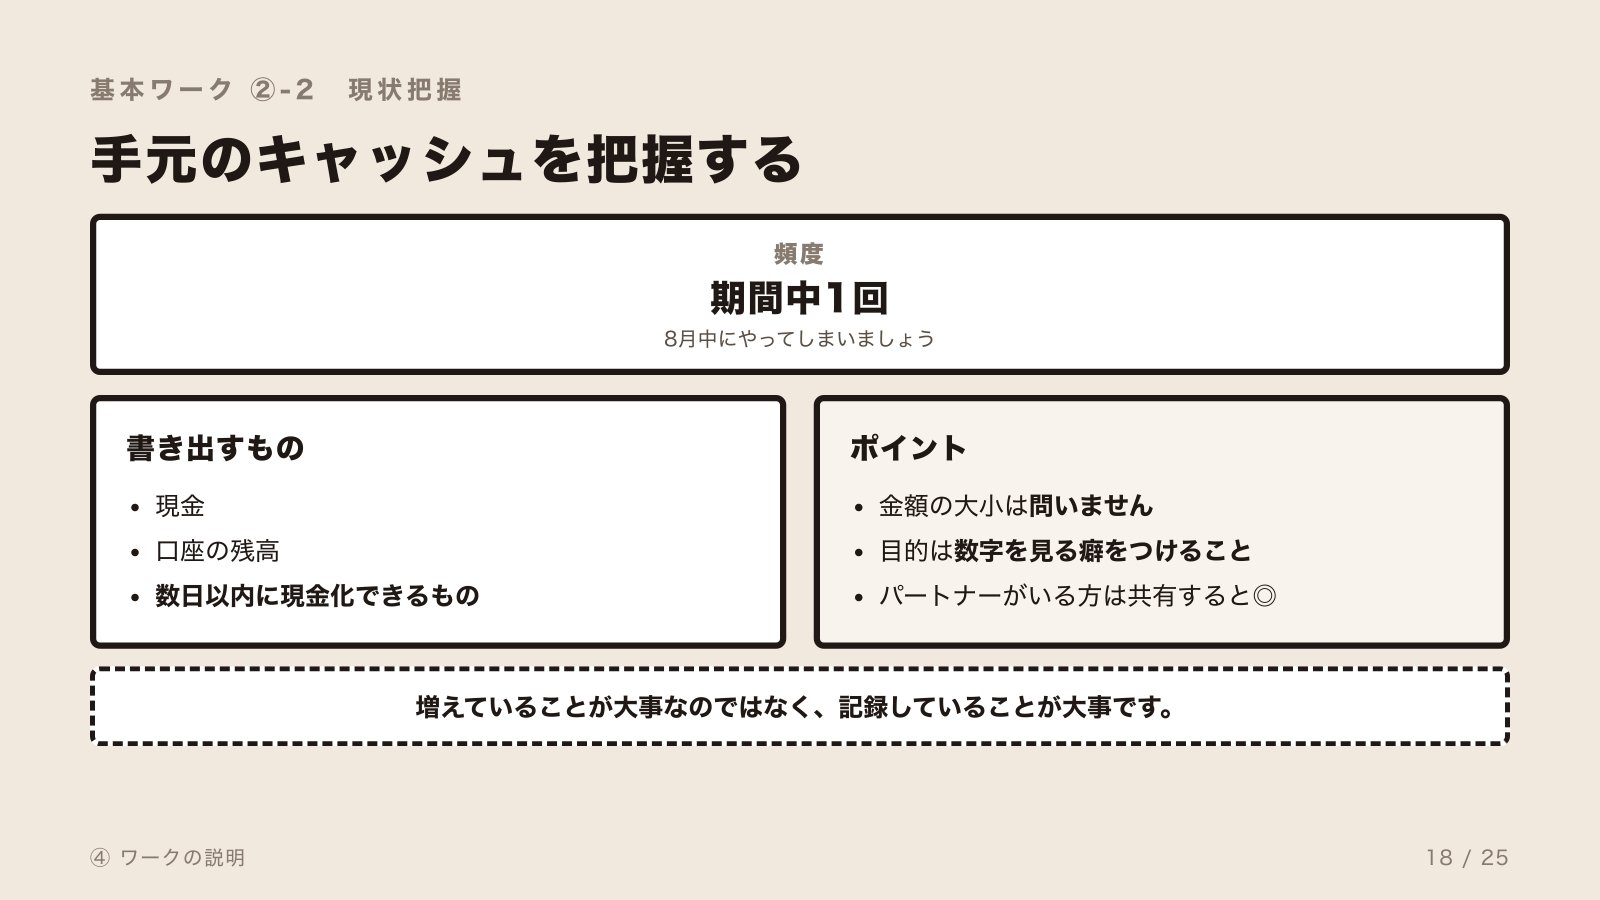 基本ワーク ②-2　現状把握
手元のキャッシュを把握する
頻度
期間中1回
8月中にやってしまいましょう
書き出すもの
• 現金
• 口座の残高
• 数日以内に現金化できるもの
ポイント
• 金額の大小は問いません
• 目的は数字を見る癖をつけること
• パートナーがいる方は共有すると◎
増えていることが大事なのではなく、記録していることが大事です。
④ ワークの説明
18 / 25